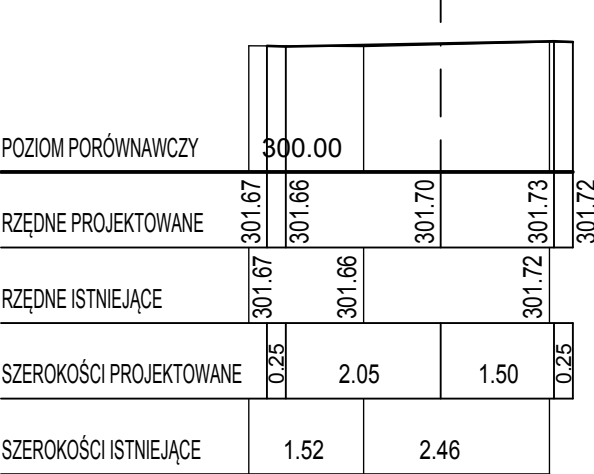 POZIOM PORÓWNAWCZY 300.00
RZĘDNE PROJEKTOWANE 301.67 301.66 301.70 301.73 301.72
RZĘDNE ISTNIEJĄCE 301.67 301.66 301.72
SZEROKOŚCI PROJEKTOWANE 0.25 2.05 1.50 0.25
SZEROKOŚCI ISTNIEJĄCE 1.52 2.46